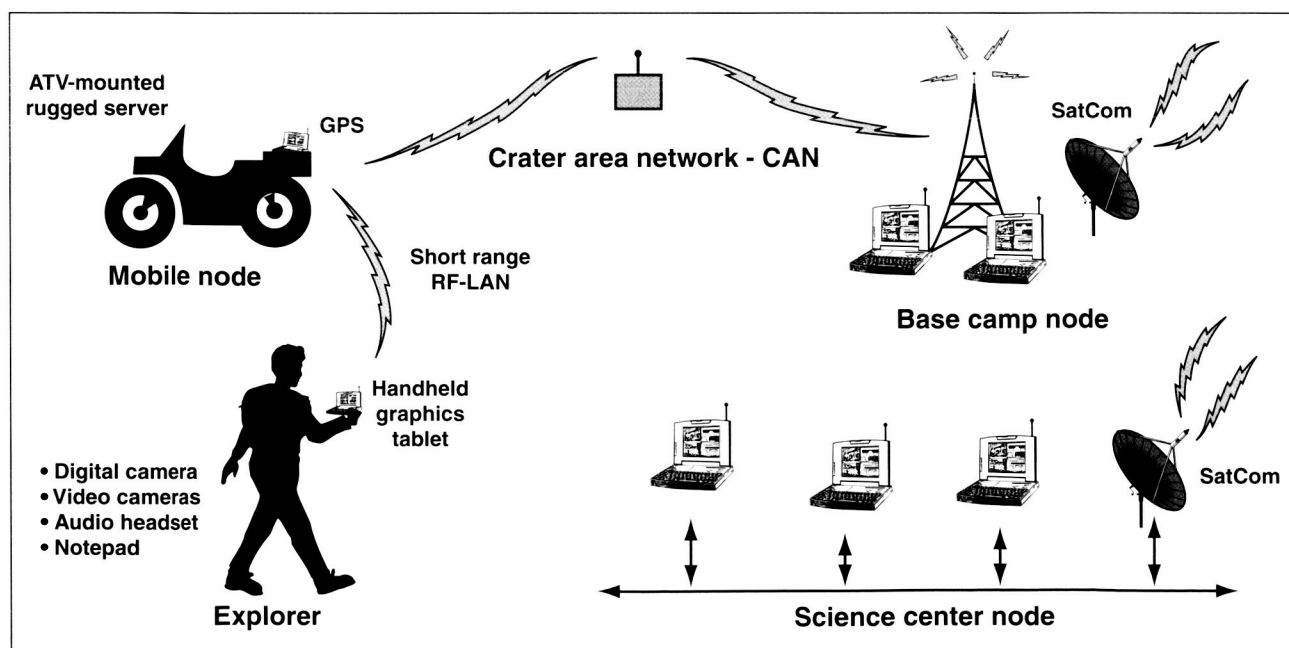 ATV-mounted
rugged server
GPS
Mobile node
Crater area network - CAN
SatCom
Base camp node
Short range
RF-LAN
Handheld
graphics
tablet
• Digital camera
• Video cameras
• Audio headset
• Notepad
Explorer
SatCom
Science center node